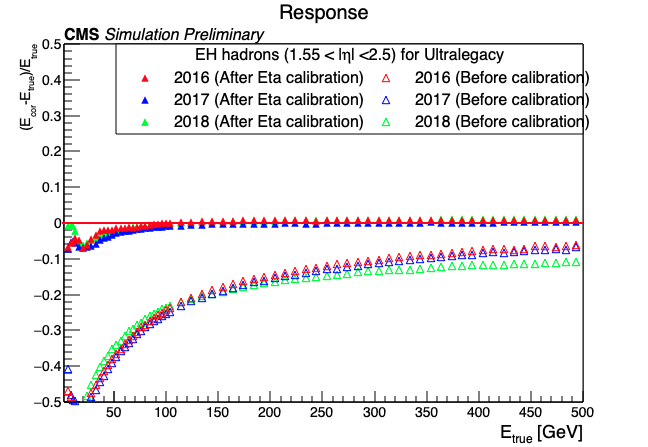 Response
CMS Simulation Preliminary
(E_cor-E_true)/E_true
EH hadrons (1.55 < |η| <2.5) for Ultralegacy
2016 (After Eta calibration) 2016 (Before calibration)
2017 (After Eta calibration) 2017 (Before calibration)
2018 (After Eta calibration) 2018 (Before calibration)
0.5
0.4
0.3
0.2
0.1
0
−0.1
−0.2
−0.3
−0.4
−0.5
50 100 150 200 250 300 350 400 450 500
E_true [GeV]